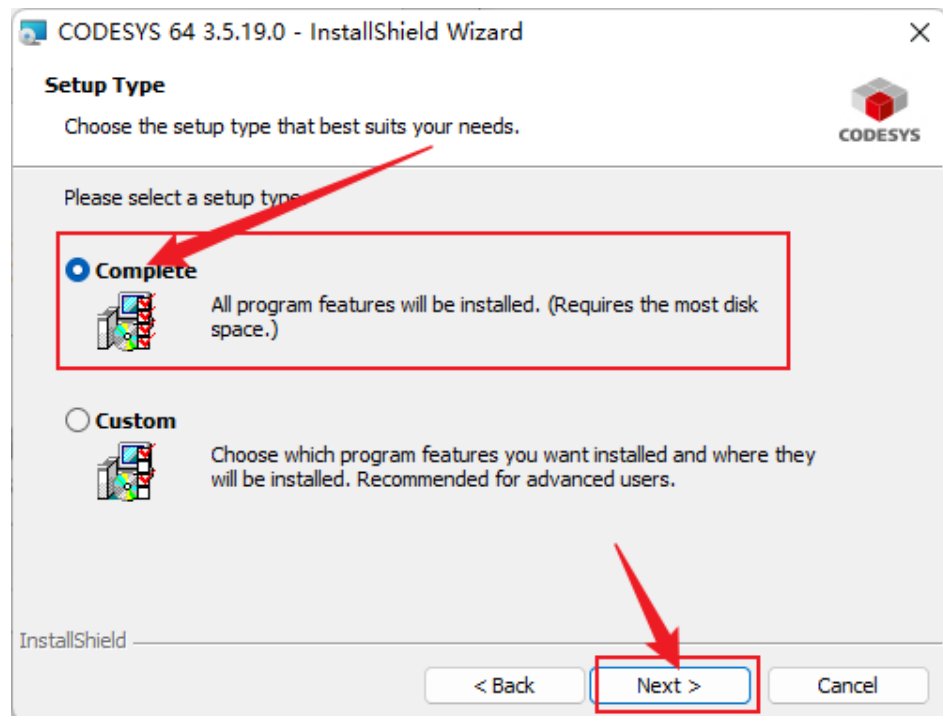 CODESYS 64 3.5.19.0 - InstallShield Wizard
Setup Type
Choose the setup type that best suits your needs.
CODESYS
Please select a setup type.
Complete
All program features will be installed. (Requires the most disk
space.)
Custom
Choose which program features you want installed and where they
will be installed. Recommended for advanced users.
InstallShield
< Back
Next >
Cancel